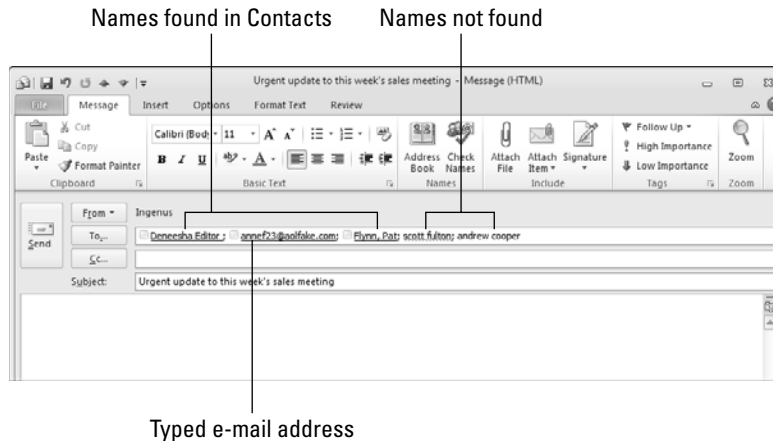 Names found in Contacts Names not found
Urgent update to this week's sales meeting - Message (HTML)
File Message Insert Options Format Text Review
Paste
Cut
Copy
Format Painter
Clipboard
Calibri (Body 11
B I U
Basic Text
Address Book
Check Names
Names
Attach File
Attach Item
Signature
Include
Follow Up
High Importance
Low Importance
Tags
Zoom
Zoom
Send
From Ingenus
To... Deneesha Editor ; annef23@aolfake.com; Flynn, Pat; scott fulton; andrew cooper
Cc...
Subject: Urgent update to this week's sales meeting
Typed e-mail address